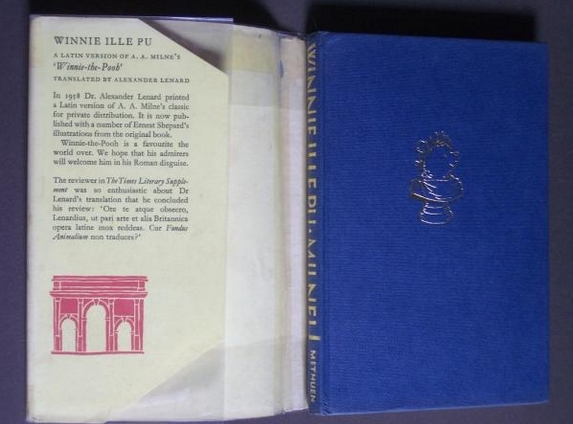 WINNIE ILLE PU
A LATIN VERSION OF A. A. MILNE'S
'Winnie-the-Pooh'
TRANSLATED BY ALEXANDER LENARD
In 1958 Dr. Alexander Lenard printed
a Latin version of A. A. Milne's classic
for private distribution. It is now pub-
lished with a number of Ernest Shepard's
illustrations from the original book.
Winnie-the-Pooh is a favourite the
world over. We hope that his admirers
will welcome him in his Roman disguise.
The reviewer in The Times Literary Supple-
ment was so enthusiastic about Dr
Lenard's translation that he concluded
his review: 'Oro te atque obsecro,
Lenardius, ut pari arte et alia Britannica
opera latine mox reddeas. Cur Fundus
Animalium non traduces?'
WINNIE ILLE PU · MILNEI
METHUEN